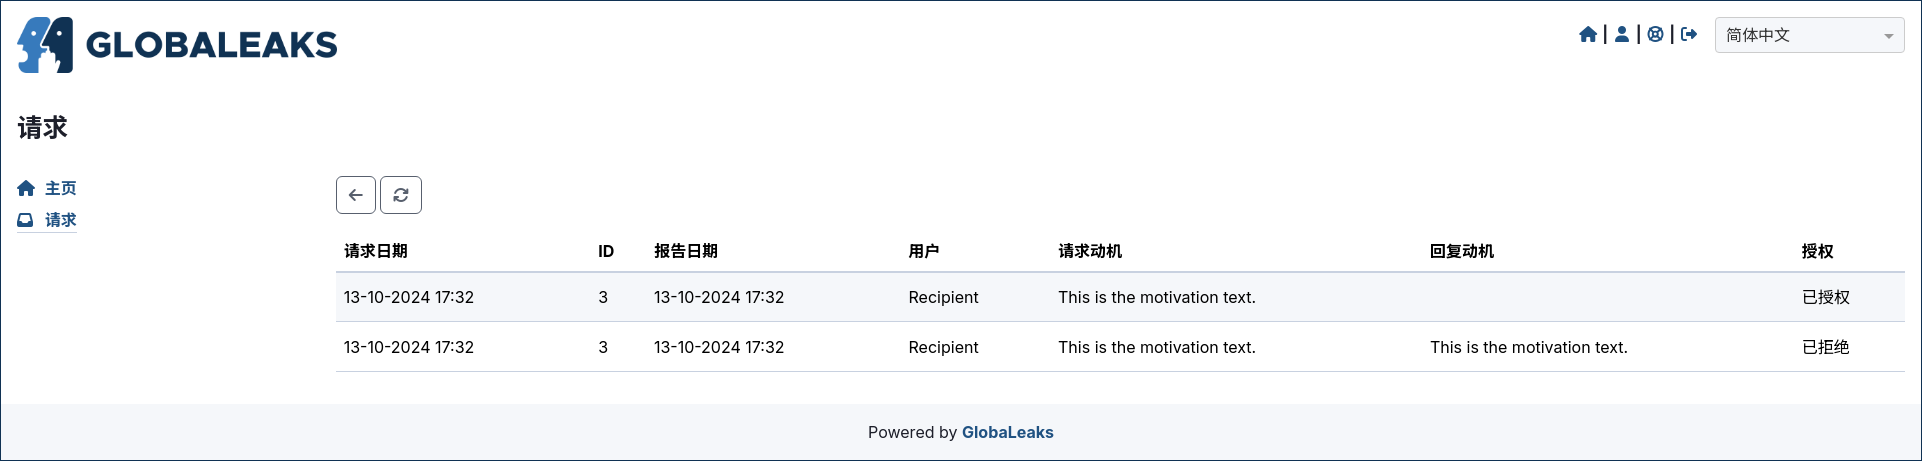 GLOBALEAKS
简体中文
请求
主页
请求
请求日期 ID 报告日期 用户 请求动机 回复动机 授权
13-10-2024 17:32 3 13-10-2024 17:32 Recipient This is the motivation text. 已授权
13-10-2024 17:32 3 13-10-2024 17:32 Recipient This is the motivation text. This is the motivation text. 已拒绝
Powered by GlobaLeaks